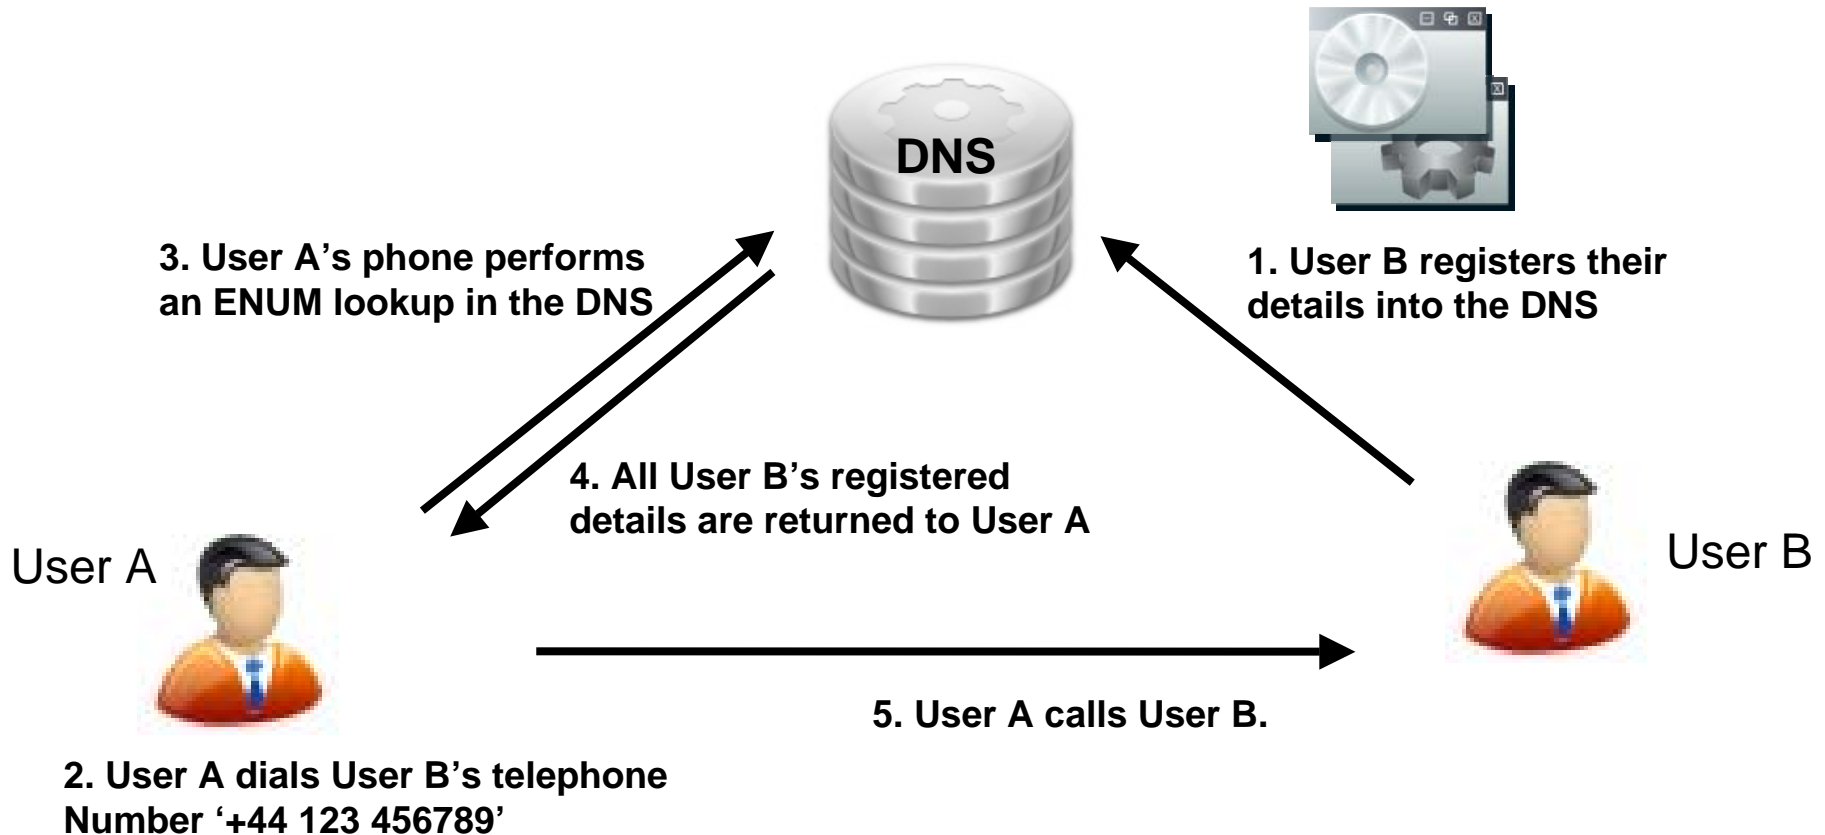 DNS
3. User A’s phone performs
an ENUM lookup in the DNS
1. User B registers their
details into the DNS
4. All User B’s registered
details are returned to User A
User A
User B
5. User A calls User B.
2. User A dials User B’s telephone
Number ‘+44 123 456789’